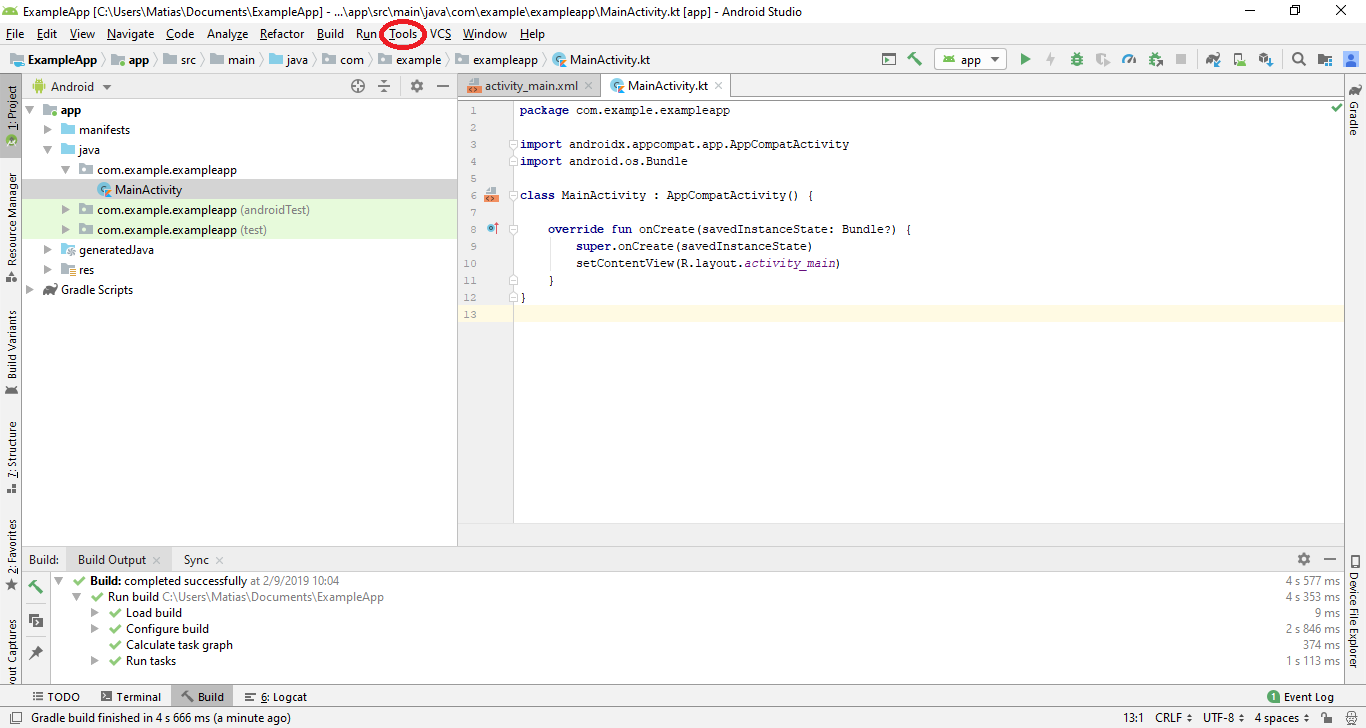 ExampleApp [C:\Users\Matias\Documents\ExampleApp] - ...\app\src\main\java\com\example\exampleapp\MainActivity.kt [app] - Android Studio
File Edit View Navigate Code Analyze Refactor Build Run Tools VCS Window Help
ExampleApp app src main java com example exampleapp MainActivity.kt app
1: Project
Resource Manager
Build Variants
7: Structure
2: Favorites
yout Captures
Android
app
manifests
java
com.example.exampleapp
MainActivity
com.example.exampleapp (androidTest)
com.example.exampleapp (test)
generatedJava
res
Gradle Scripts
activity_main.xml MainActivity.kt
1 package com.example.exampleapp
2
3 import androidx.appcompat.app.AppCompatActivity
4 import android.os.Bundle
5
6 class MainActivity : AppCompatActivity() {
7
8 override fun onCreate(savedInstanceState: Bundle?) {
9 super.onCreate(savedInstanceState)
10 setContentView(R.layout.activity_main)
11 }
12 }
13
Gradle
Device File Explorer
Build: Build Output Sync
Build: completed successfully at 2/9/2019 10:04 4 s 577 ms
Run build C:\Users\Matias\Documents\ExampleApp 4 s 353 ms
Load build 9 ms
Configure build 2 s 846 ms
Calculate task graph 374 ms
Run tasks 1 s 113 ms
TODO Terminal Build 6: Logcat 1 Event Log
Gradle build finished in 4 s 666 ms (a minute ago) 13:1 CRLF UTF-8 4 spaces